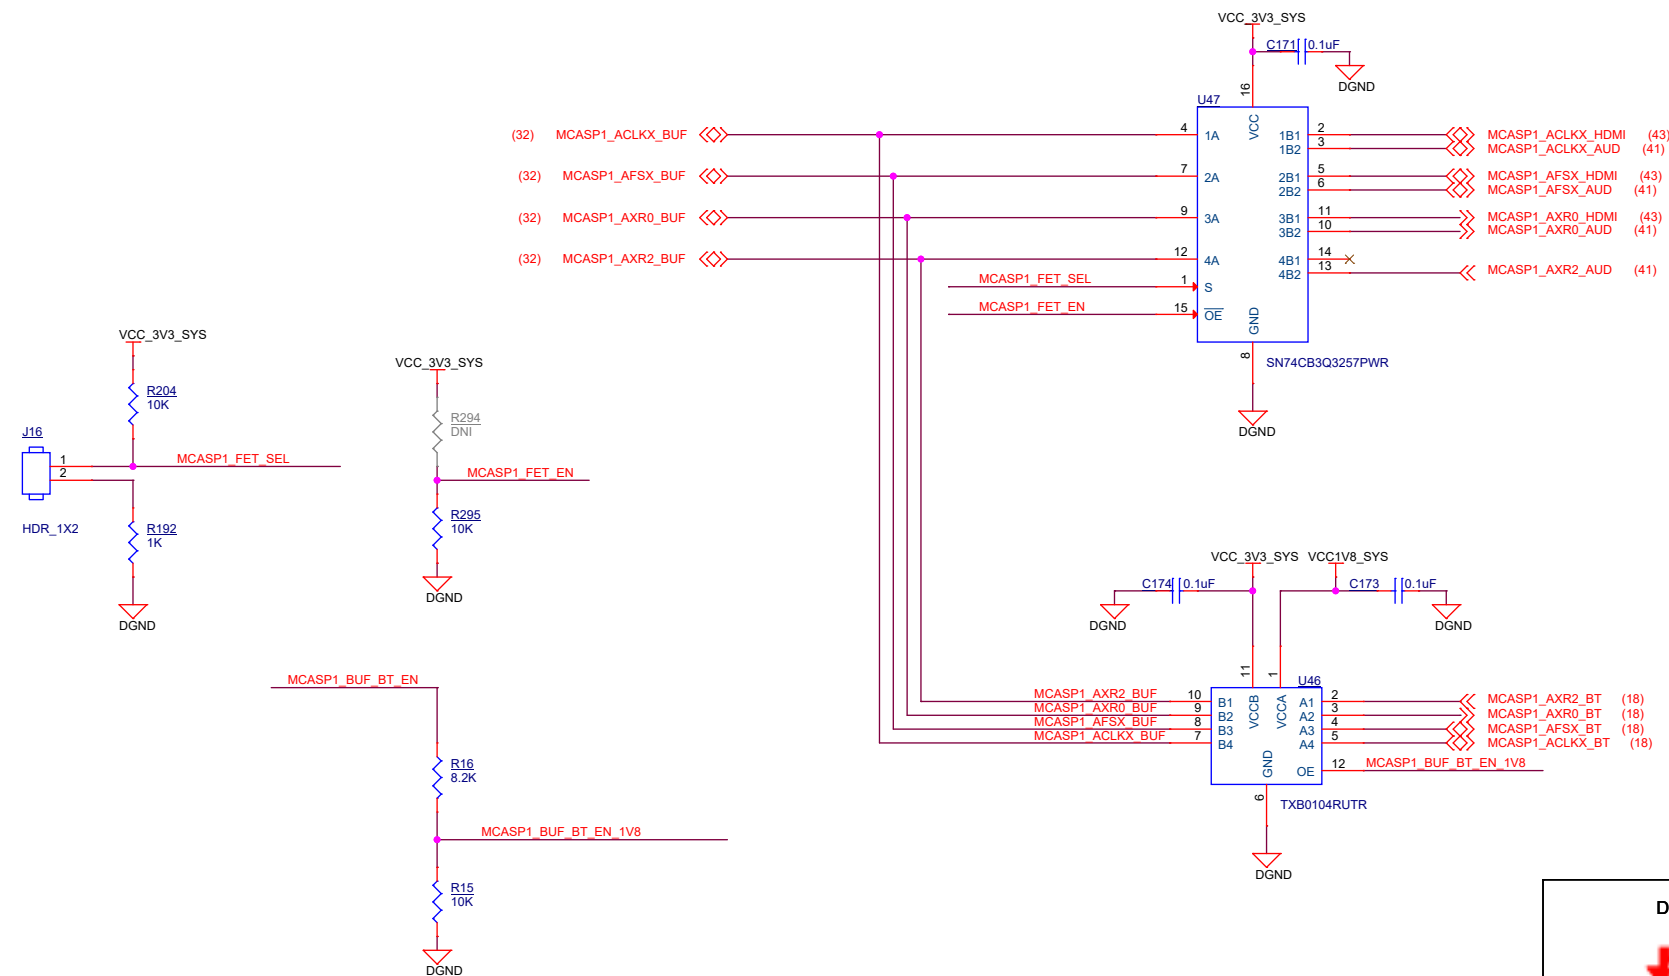 VCC_3V3_SYS
C171 0.1uF
DGND
16
U47
VCC
(32) MCASP1_ACLKX_BUF 4 1A 1B1 2 MCASP1_ACLKX_HDMI (43)
1B2 3 MCASP1_ACLKX_AUD (41)
(32) MCASP1_AFSX_BUF 7 2A 2B1 5 MCASP1_AFSX_HDMI (43)
2B2 6 MCASP1_AFSX_AUD (41)
(32) MCASP1_AXR0_BUF 9 3A 3B1 11 MCASP1_AXR0_HDMI (43)
3B2 10 MCASP1_AXR0_AUD (41)
(32) MCASP1_AXR2_BUF 12 4A 4B1 14
4B2 13 MCASP1_AXR2_AUD (41)
MCASP1_FET_SEL 1 S
MCASP1_FET_EN 15 OE
GND
8
SN74CB3Q3257PWR
DGND
VCC_3V3_SYS
R204
10K
J16
1 MCASP1_FET_SEL
2
HDR_1X2
R192
1K
DGND
VCC_3V3_SYS
R294
DNI
MCASP1_FET_EN
R295
10K
DGND
VCC_3V3_SYS VCC1V8_SYS
C174 0.1uF C173 0.1uF
DGND DGND
11 1
U46
VCCB VCCA
MCASP1_AXR2_BUF 10 B1 A1 2 MCASP1_AXR2_BT (18)
MCASP1_AXR0_BUF 9 B2 A2 3 MCASP1_AXR0_BT (18)
MCASP1_AFSX_BUF 8 B3 A3 4 MCASP1_AFSX_BT (18)
MCASP1_ACLKX_BUF 7 B4 A4 5 MCASP1_ACLKX_BT (18)
GND OE 12 MCASP1_BUF_BT_EN_1V8
6
TXB0104RUTR
DGND
MCASP1_BUF_BT_EN
R16
8.2K
MCASP1_BUF_BT_EN_1V8
R15
10K
DGND
D